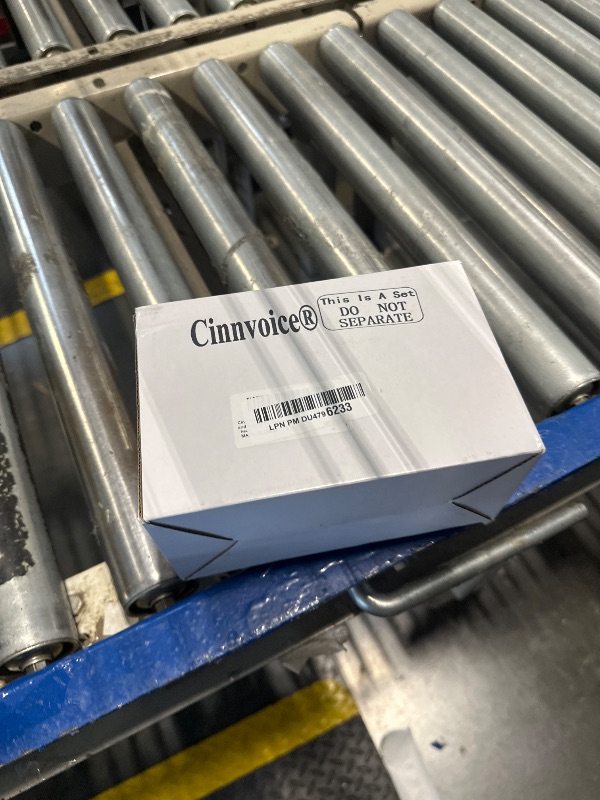 Cinnvoice®
This Is A Set
DO NOT
SEPARATE
LPN PM DU4796233